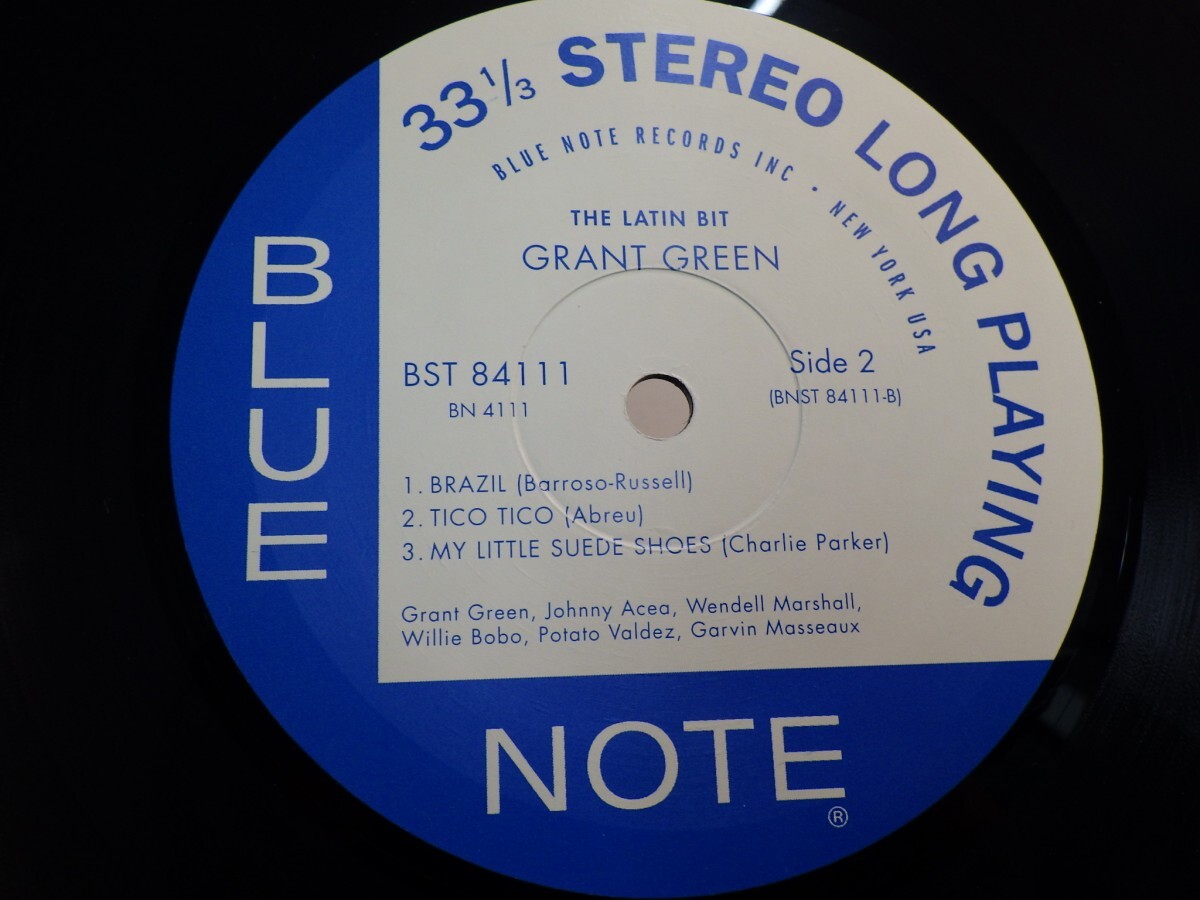 33 1/3 STEREO LONG PLAYING
BLUE NOTE RECORDS INC · NEW YORK USA
THE LATIN BIT
GRANT GREEN
BST 84111
BN 4111
Side 2
(BNST 84111-B)
1. BRAZIL (Barroso-Russell)
2. TICO TICO (Abreu)
3. MY LITTLE SUEDE SHOES (Charlie Parker)
Grant Green, Johnny Acea, Wendell Marshall,
Willie Bobo, Potato Valdez, Garvin Masseaux
BLUE
NOTE®